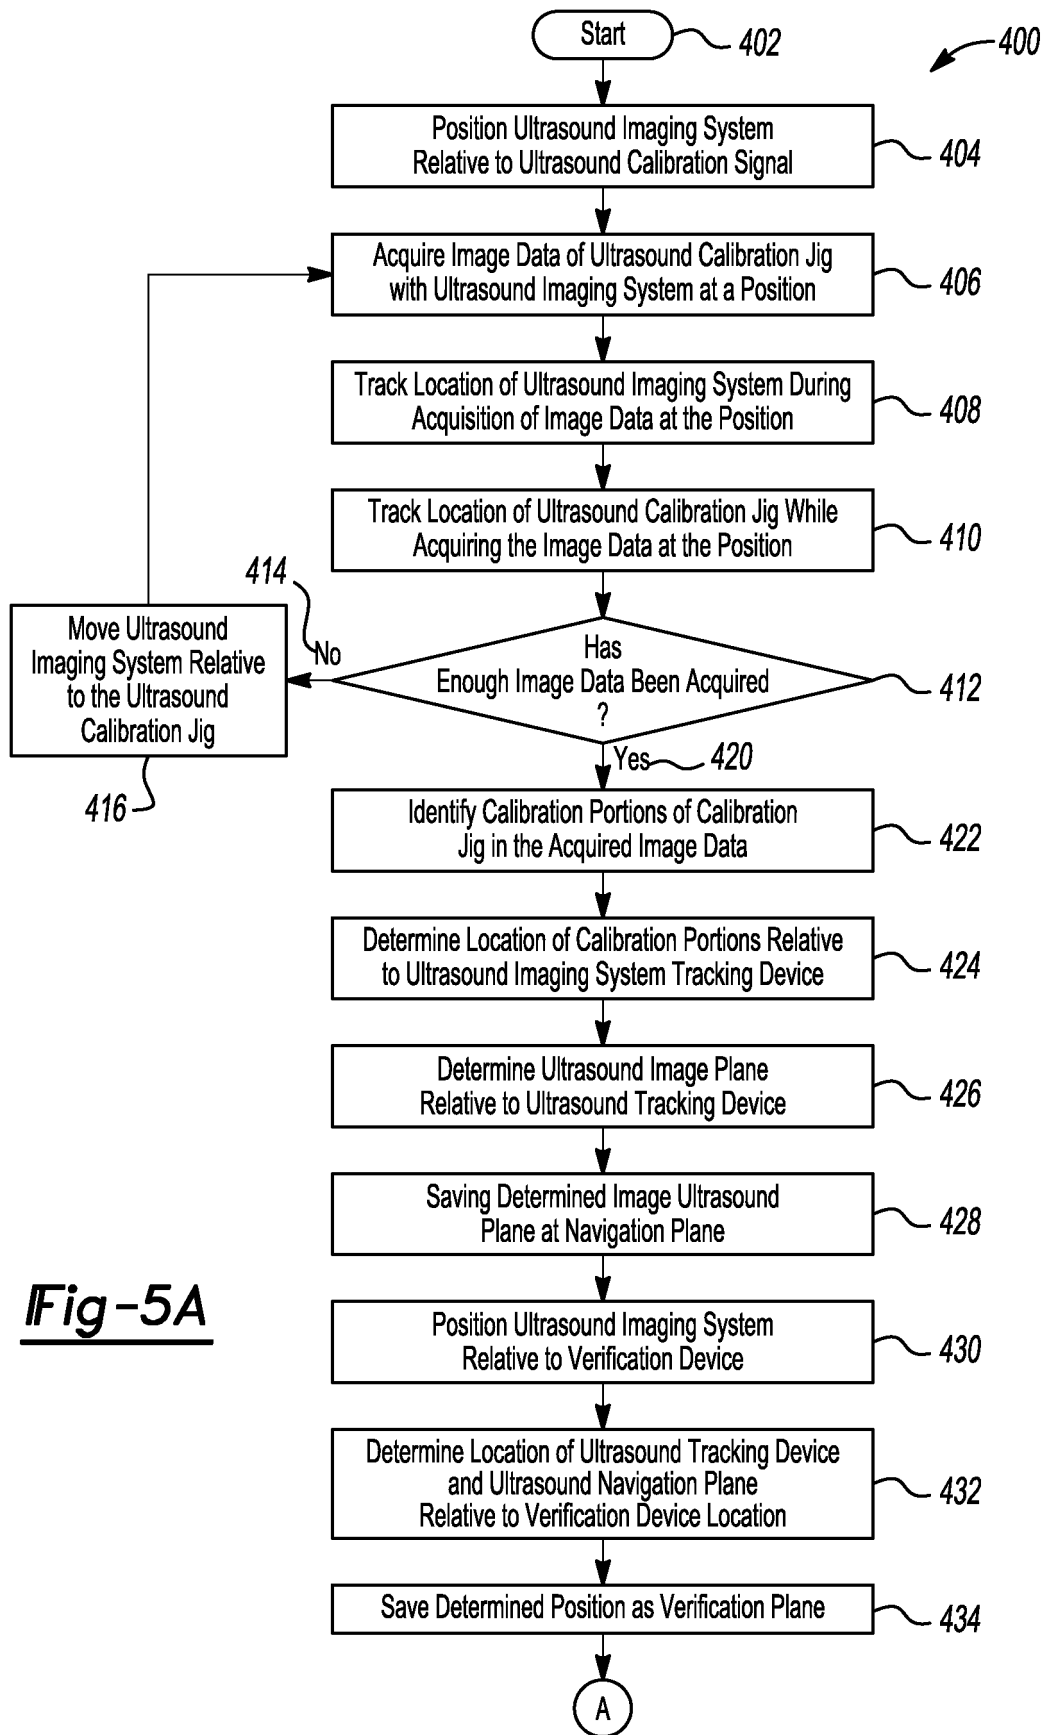 Start
402
400
Position Ultrasound Imaging System
Relative to Ultrasound Calibration Signal
404
Acquire Image Data of Ultrasound Calibration Jig
with Ultrasound Imaging System at a Position
406
Track Location of Ultrasound Imaging System During
Acquisition of Image Data at the Position
408
Track Location of Ultrasound Calibration Jig While
Acquiring the Image Data at the Position
410
414
No
Move Ultrasound
Imaging System Relative
to the Ultrasound
Calibration Jig
416
Has
Enough Image Data Been Acquired
?
412
Yes
420
Identify Calibration Portions of Calibration
Jig in the Acquired Image Data
422
Determine Location of Calibration Portions Relative
to Ultrasound Imaging System Tracking Device
424
Determine Ultrasound Image Plane
Relative to Ultrasound Tracking Device
426
Saving Determined Image Ultrasound
Plane at Navigation Plane
428
Fig-5A
Position Ultrasound Imaging System
Relative to Verification Device
430
Determine Location of Ultrasound Tracking Device
and Ultrasound Navigation Plane
Relative to Verification Device Location
432
Save Determined Position as Verification Plane
434
A